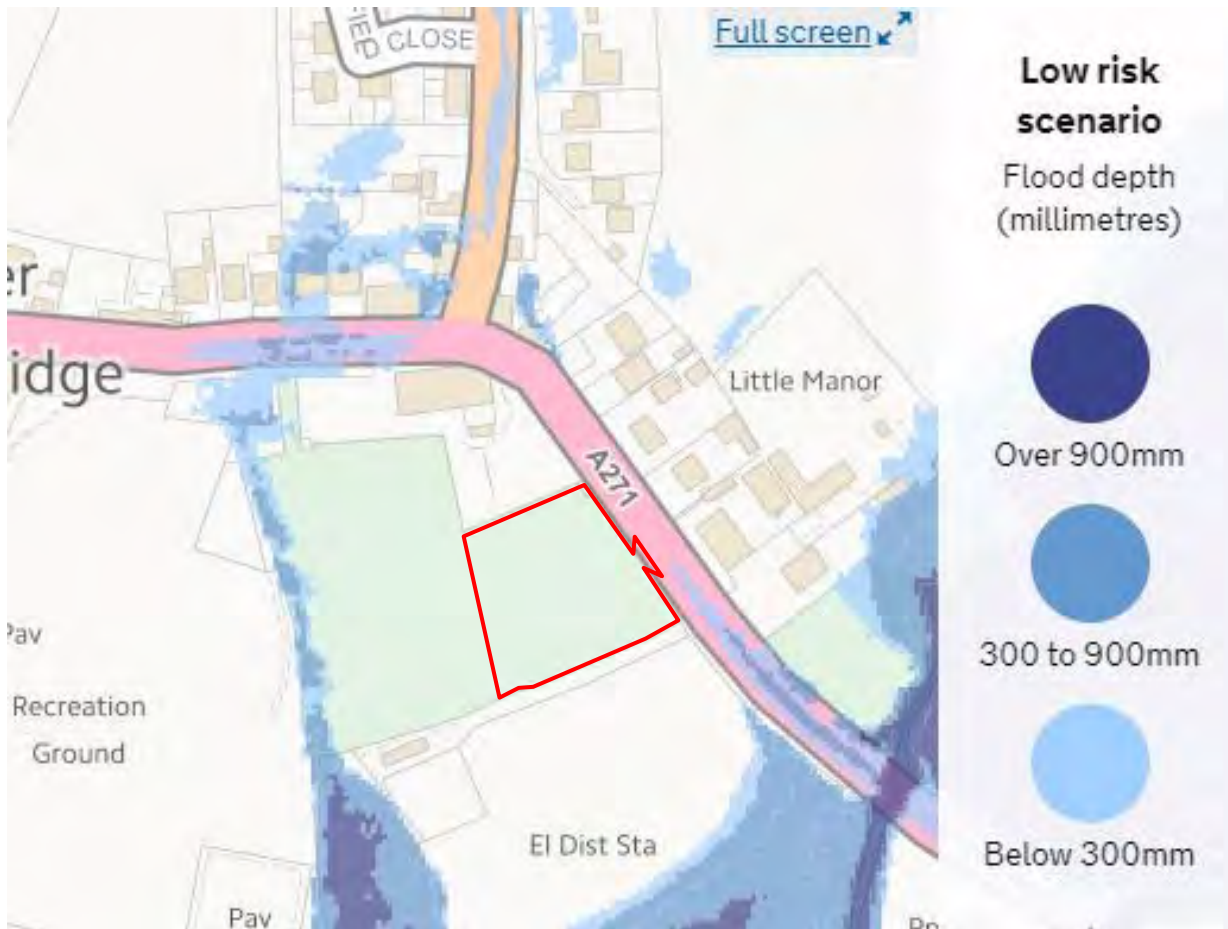 FIED CLOSE
Full screen
er
idge
Little Manor
A271
Pav
Recreation
Ground
El Dist Sta
Pav
Low risk
scenario
Flood depth
(millimetres)
Over 900mm
300 to 900mm
Below 300mm